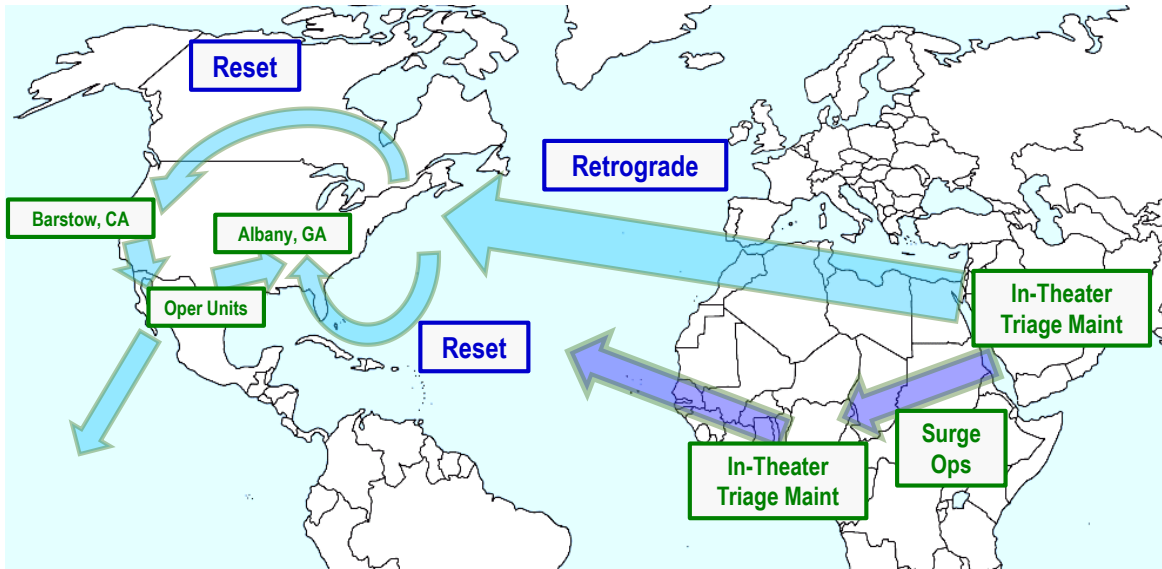 Reset
Retrograde
Barstow, CA
Albany, GA
Oper Units
In-Theater
Triage Maint
Reset
Surge
Ops
In-Theater
Triage Maint